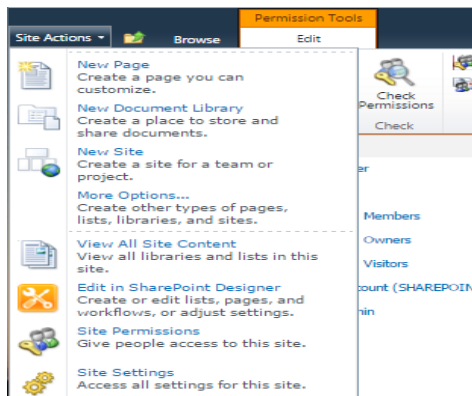 Permission Tools
Site Actions Browse Edit
New Page
Create a page you can
customize.
New Document Library
Create a place to store and
share documents.
New Site
Create a site for a team or
project.
More Options...
Create other types of pages,
lists, libraries, and sites.
View All Site Content
View all libraries and lists in this
site.
Edit in SharePoint Designer
Create or edit lists, pages, and
workflows, or adjust settings.
Site Permissions
Give people access to this site.
Site Settings
Access all settings for this site.
Check
Permissions
Check
er
Members
Owners
Visitors
ount (SHAREPOIN
min